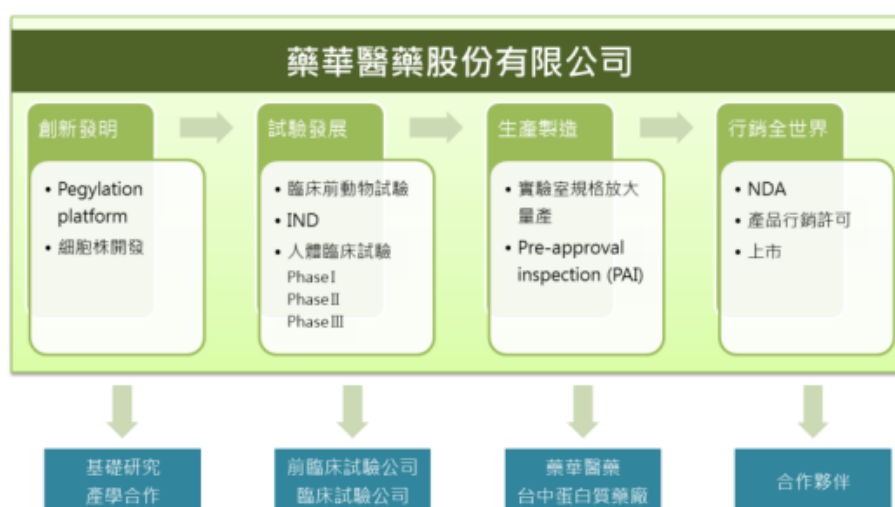 藥華醫藥股份有限公司
創新發明
• Pegylation
platform
• 細胞株開發
試驗發展
• 臨床前動物試驗
• IND
• 人體臨床試驗
PhaseⅠ
PhaseⅡ
PhaseⅢ
生產製造
• 實驗室規格放大
量產
• Pre-approval
inspection (PAI)
行銷全世界
• NDA
• 產品行銷許可
• 上市
基礎研究
產學合作
前臨床試驗公司
臨床試驗公司
藥華醫藥
台中蛋白質藥廠
合作夥伴